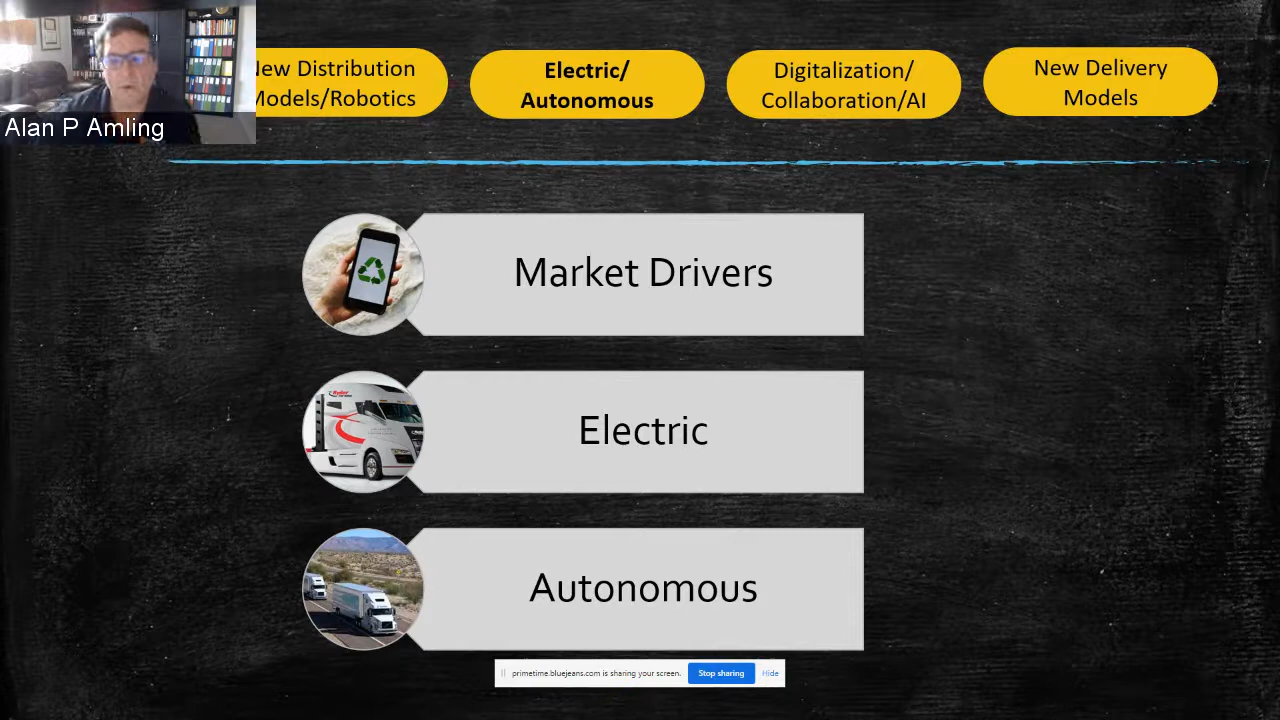 New Distribution
Models/Robotics
Electric/
Autonomous
Digitalization/
Collaboration/AI
New Delivery
Models
Alan P Amling
Market Drivers
Electric
Autonomous
primetime.bluejeans.com is sharing your screen. Stop sharing Hide